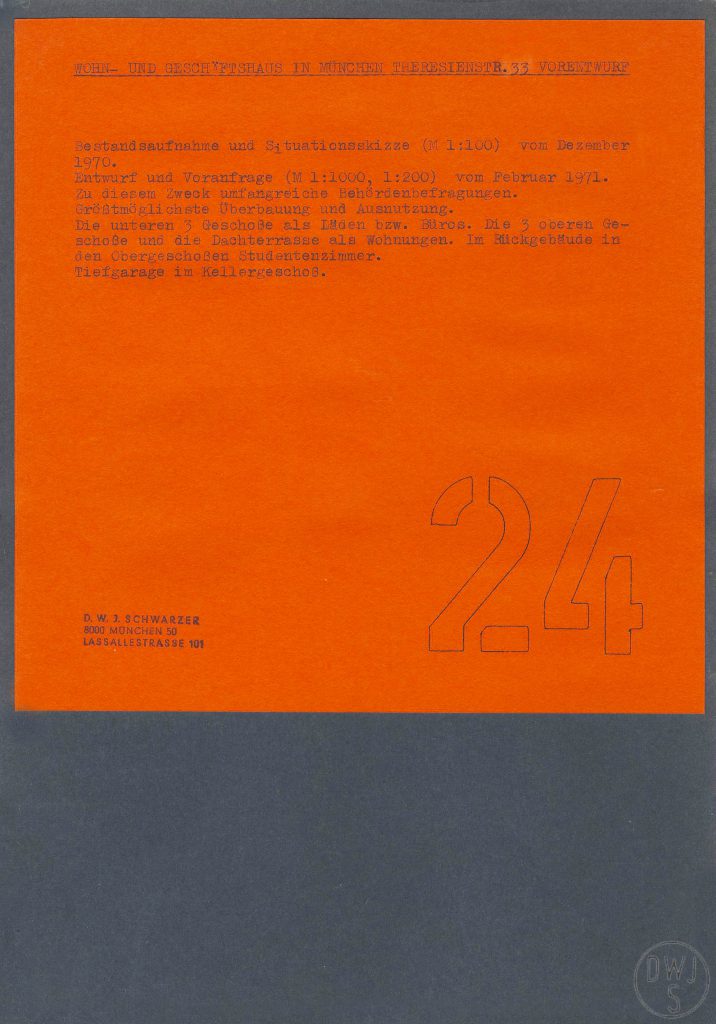 WOHN- UND GESCHÄFTSHAUS IN MÜNCHEN THERESIENSTR.33 VORENTWURF
Bestandsaufnahme und Situationsskizze (M 1:100) vom Dezember
1970.
Entwurf und Voranfrage (M 1:1000, 1:200) vom Februar 1971.
Zu diesem Zweck umfangreiche Behördenbefragungen.
Größtmöglichste Überbauung und Ausnutzung.
Die unteren 3 Geschoße als Läden bzw. Büros. Die 3 oberen Ge-
schoße und die Dachterrasse als Wohnungen. Im Rückgebäude in
den Obergeschoßen Studentenzimmer.
Tiefgarage im Kellergeschoß.
24
D. W. J. SCHWARZER
8000 MÜNCHEN 50
LASSALLESTRASSE 101
DWJ
S